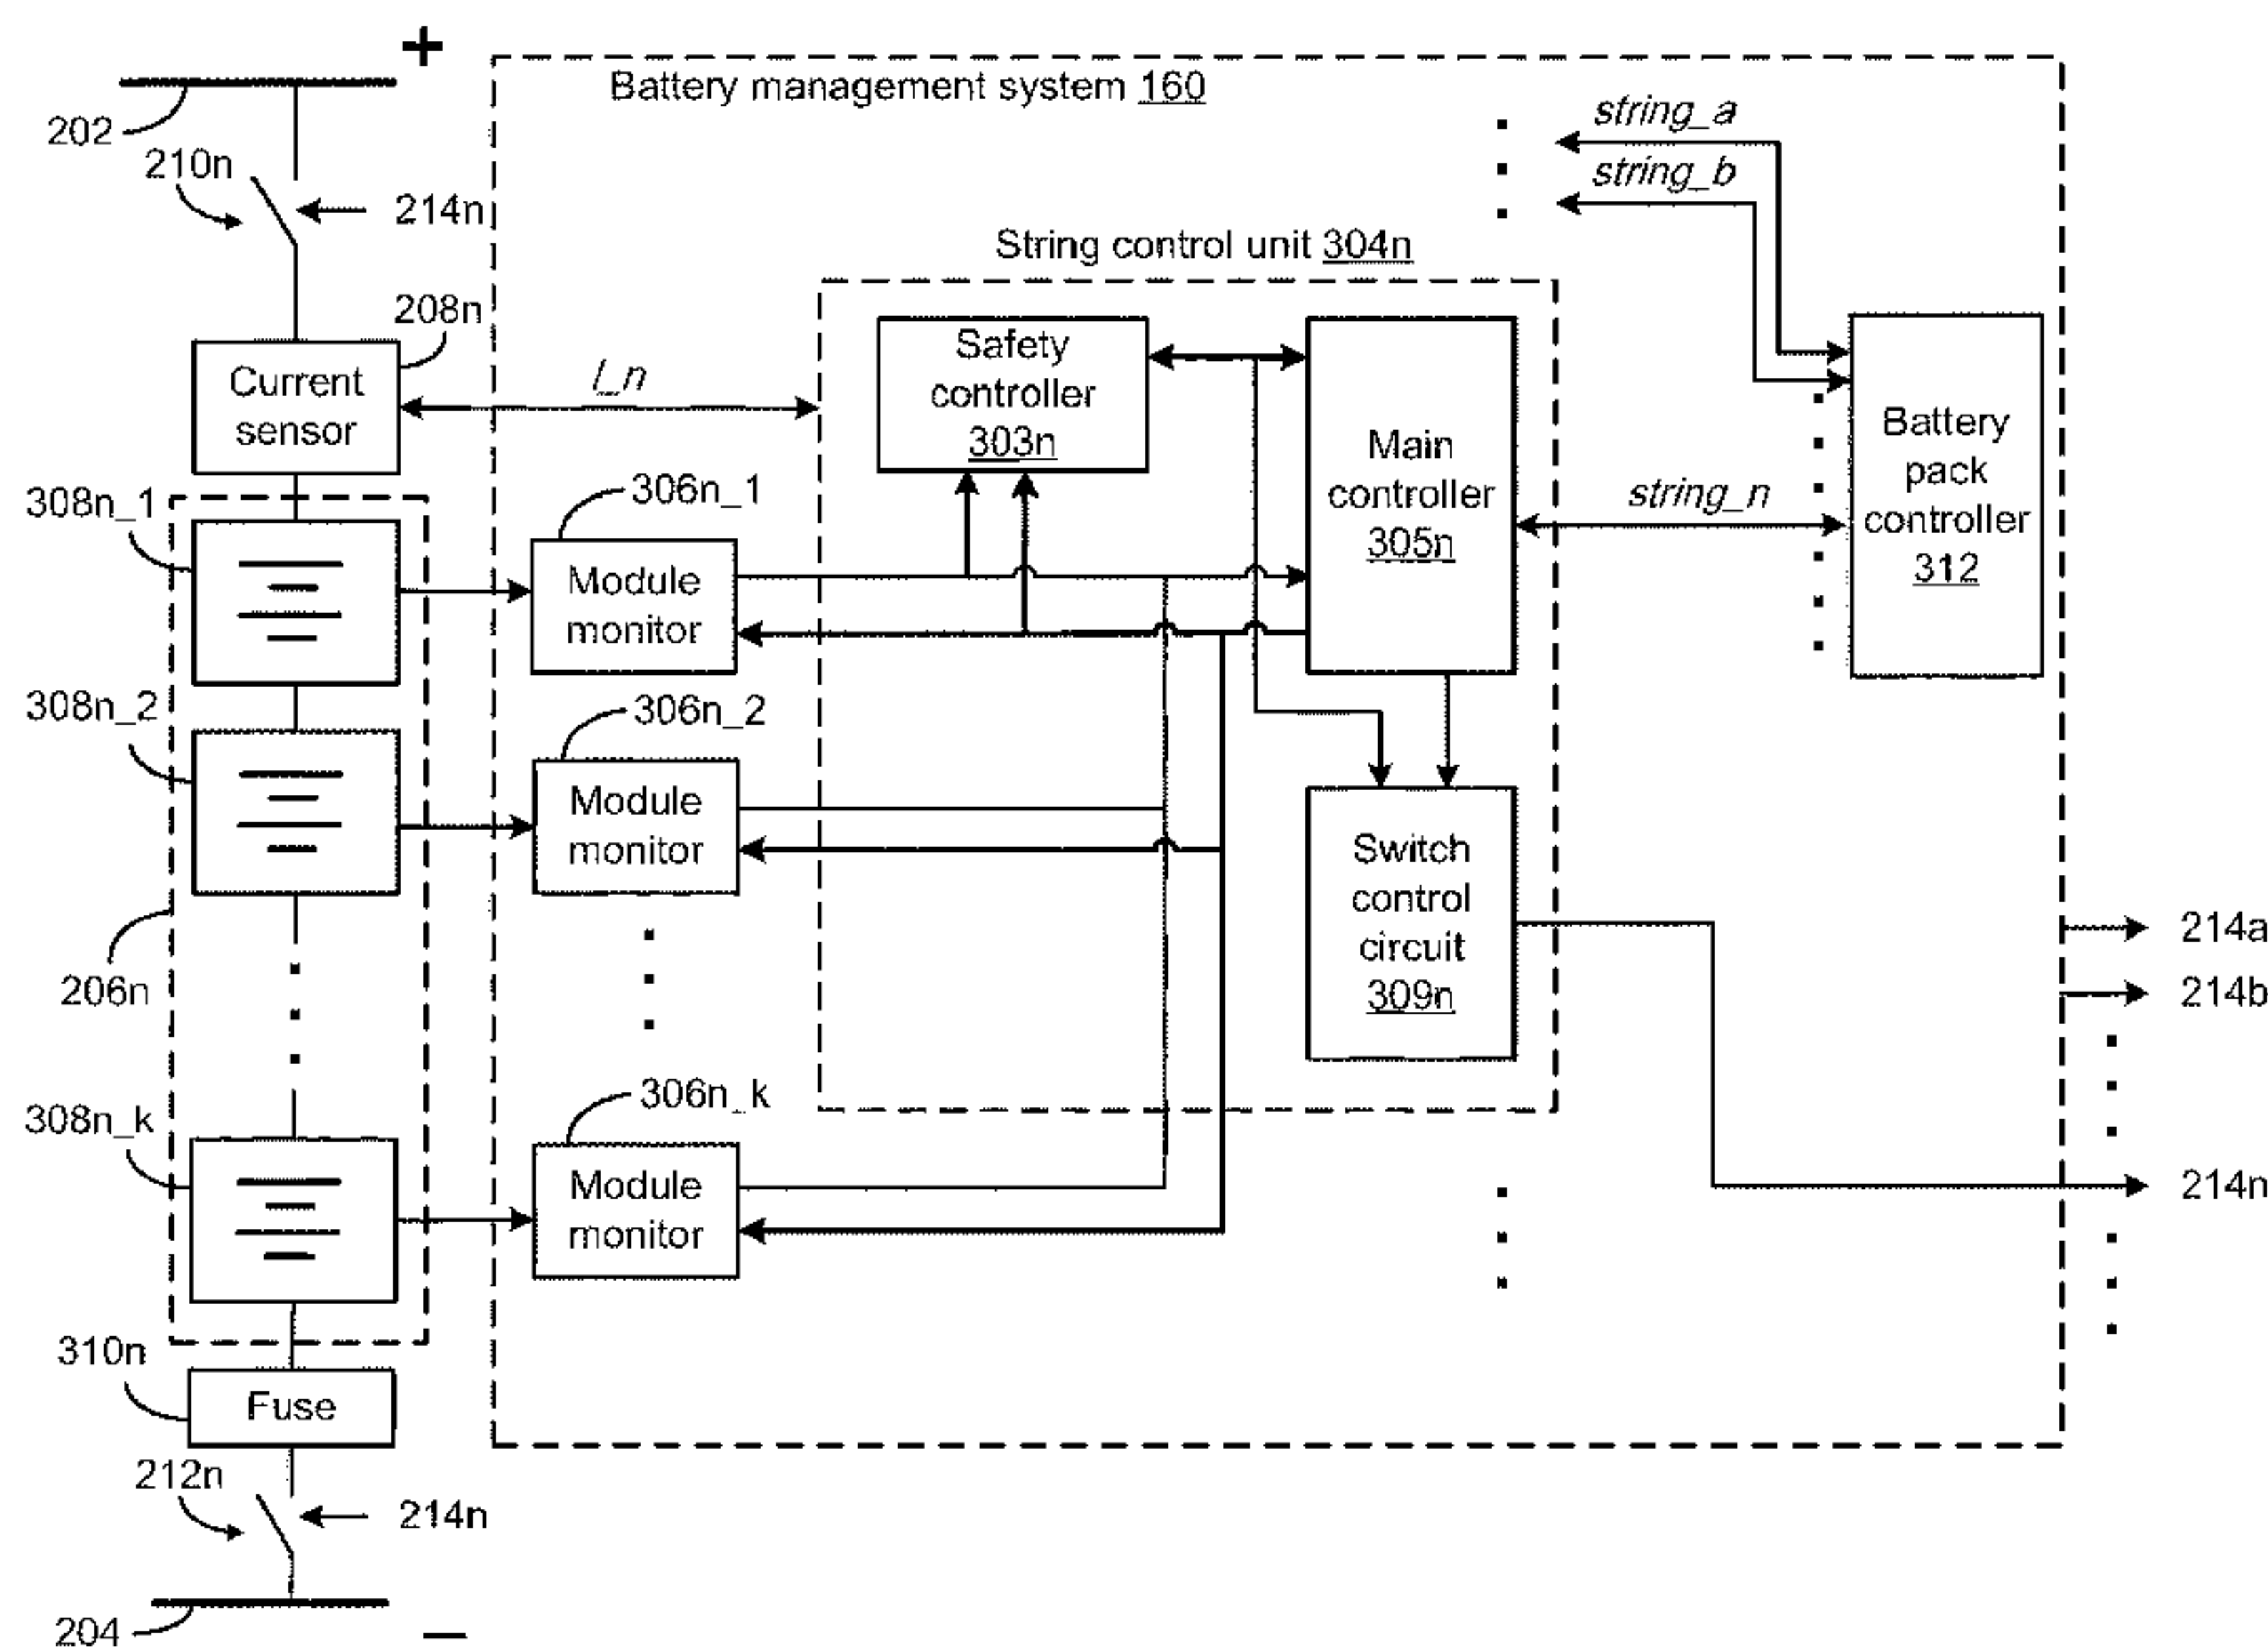 +
Battery management system 160
202
210n
214n
string_a
string_b
String control unit 304n
208n
Current
sensor
I_n
Safety
controller
303n
Main
controller
305n
string_n
Battery
pack
controller
312
308n_1
306n_1
Module
monitor
308n_2
306n_2
Module
monitor
206n
Switch
control
circuit
309n
214a
214b
214n
308n_k
306n_k
Module
monitor
310n
Fuse
212n
214n
204
–